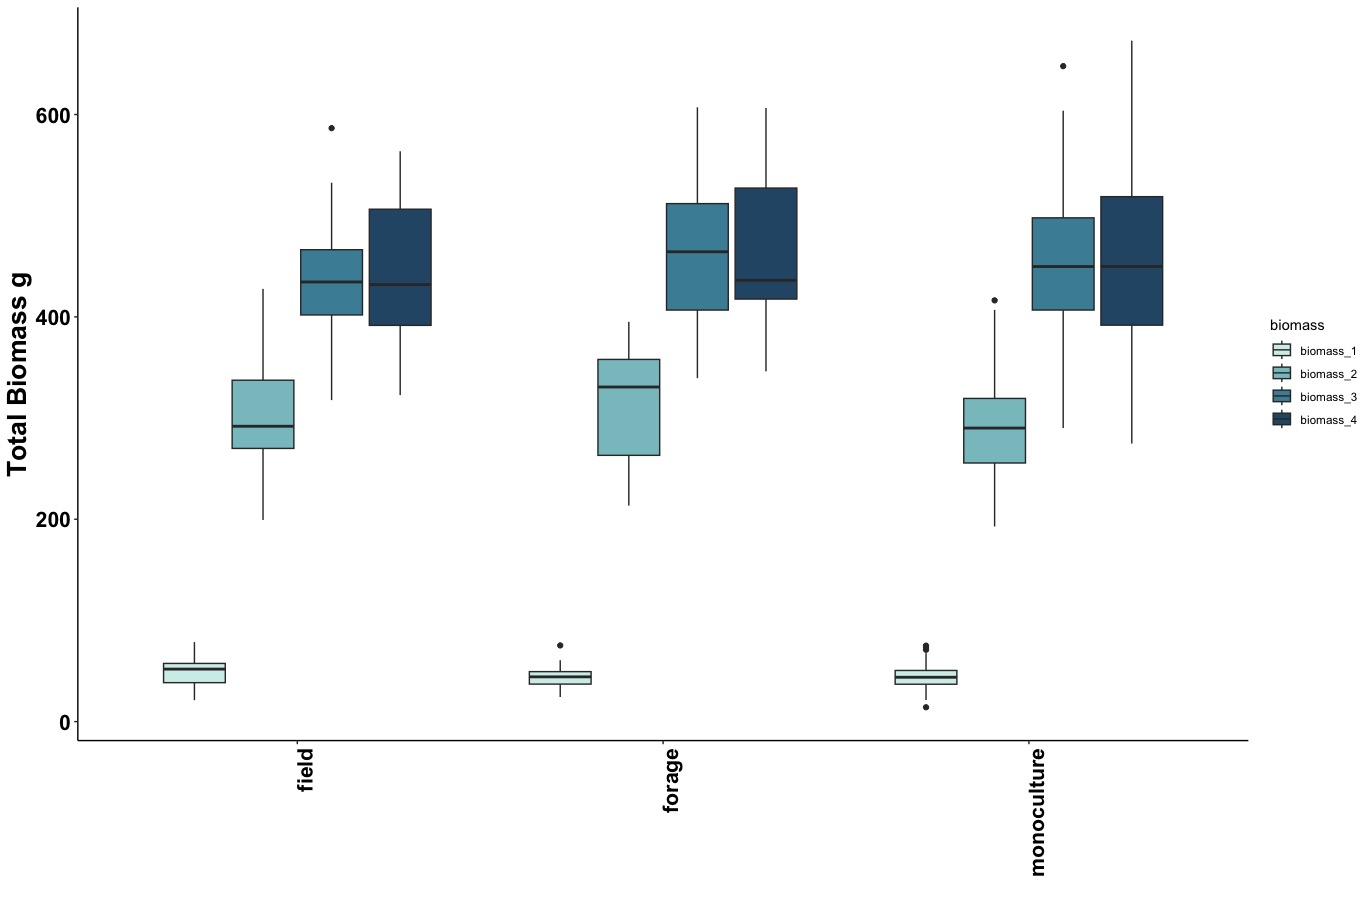 Total Biomass g
600
400
200
0
field
forage
monoculture
biomass
biomass_1
biomass_2
biomass_3
biomass_4